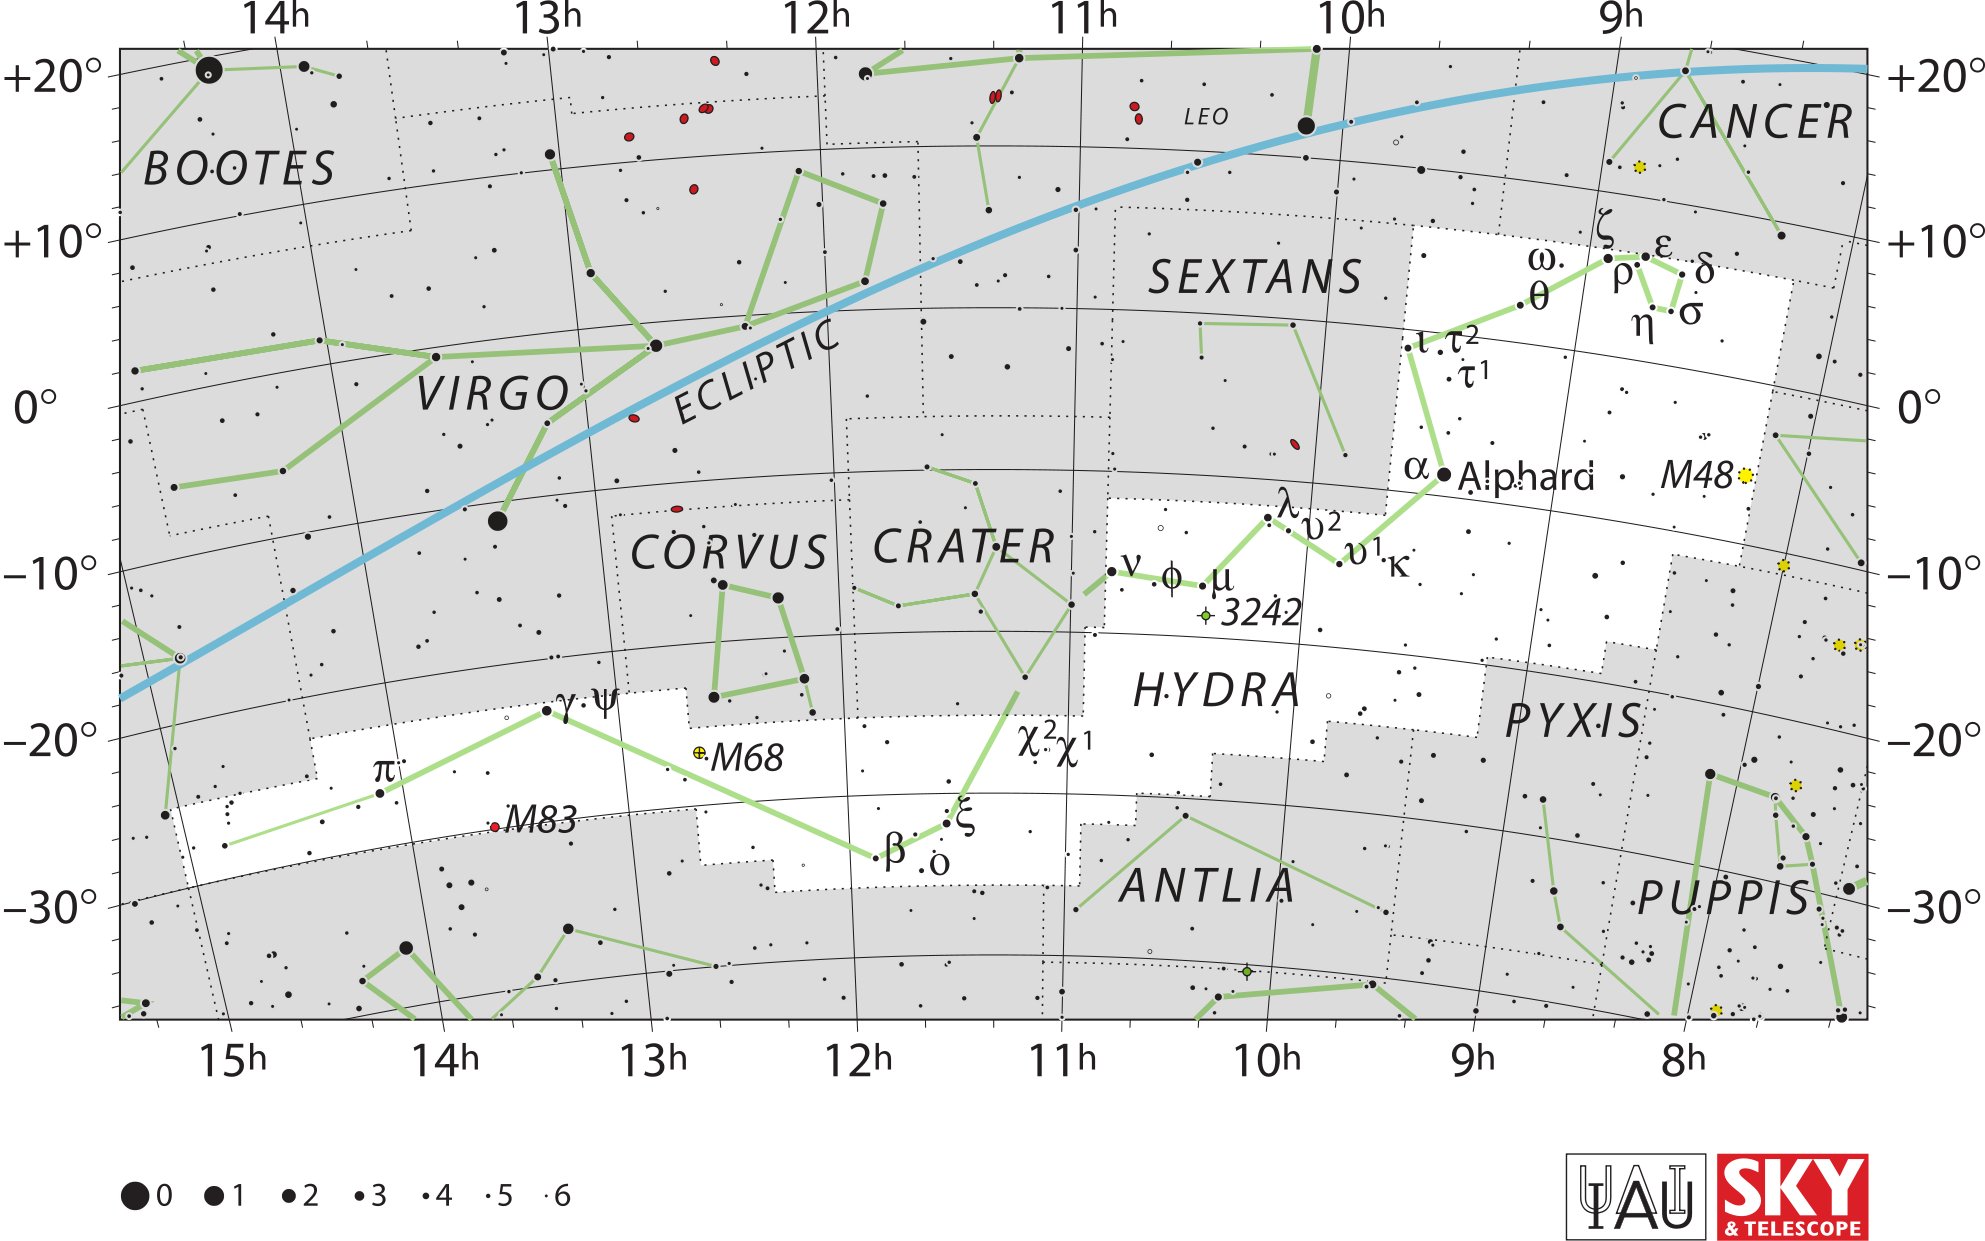 14h 13h 12h 11h 10h 9h
+20° +20°
LEO
CANCER
BOOTES
+10° +10°
ζ
ω ε
ρ δ
SEXTANS
θ
η σ
ι τ2
ECLIPTIC
τ1
VIRGO
0° 0°
α Alphard M48
λ
υ2
CORVUS CRATER
υ1 κ
ν φ μ
−10° −10°
3242
γ ψ
HYDRA
PYXIS
χ2 χ1
−20° −20°
π M68
M83 ξ
β ο
ANTLIA
PUPPIS
−30° −30°
15h 14h 13h 12h 11h 10h 9h 8h
0 1 2 3 4 5 6
IAU
SKY
& TELESCOPE